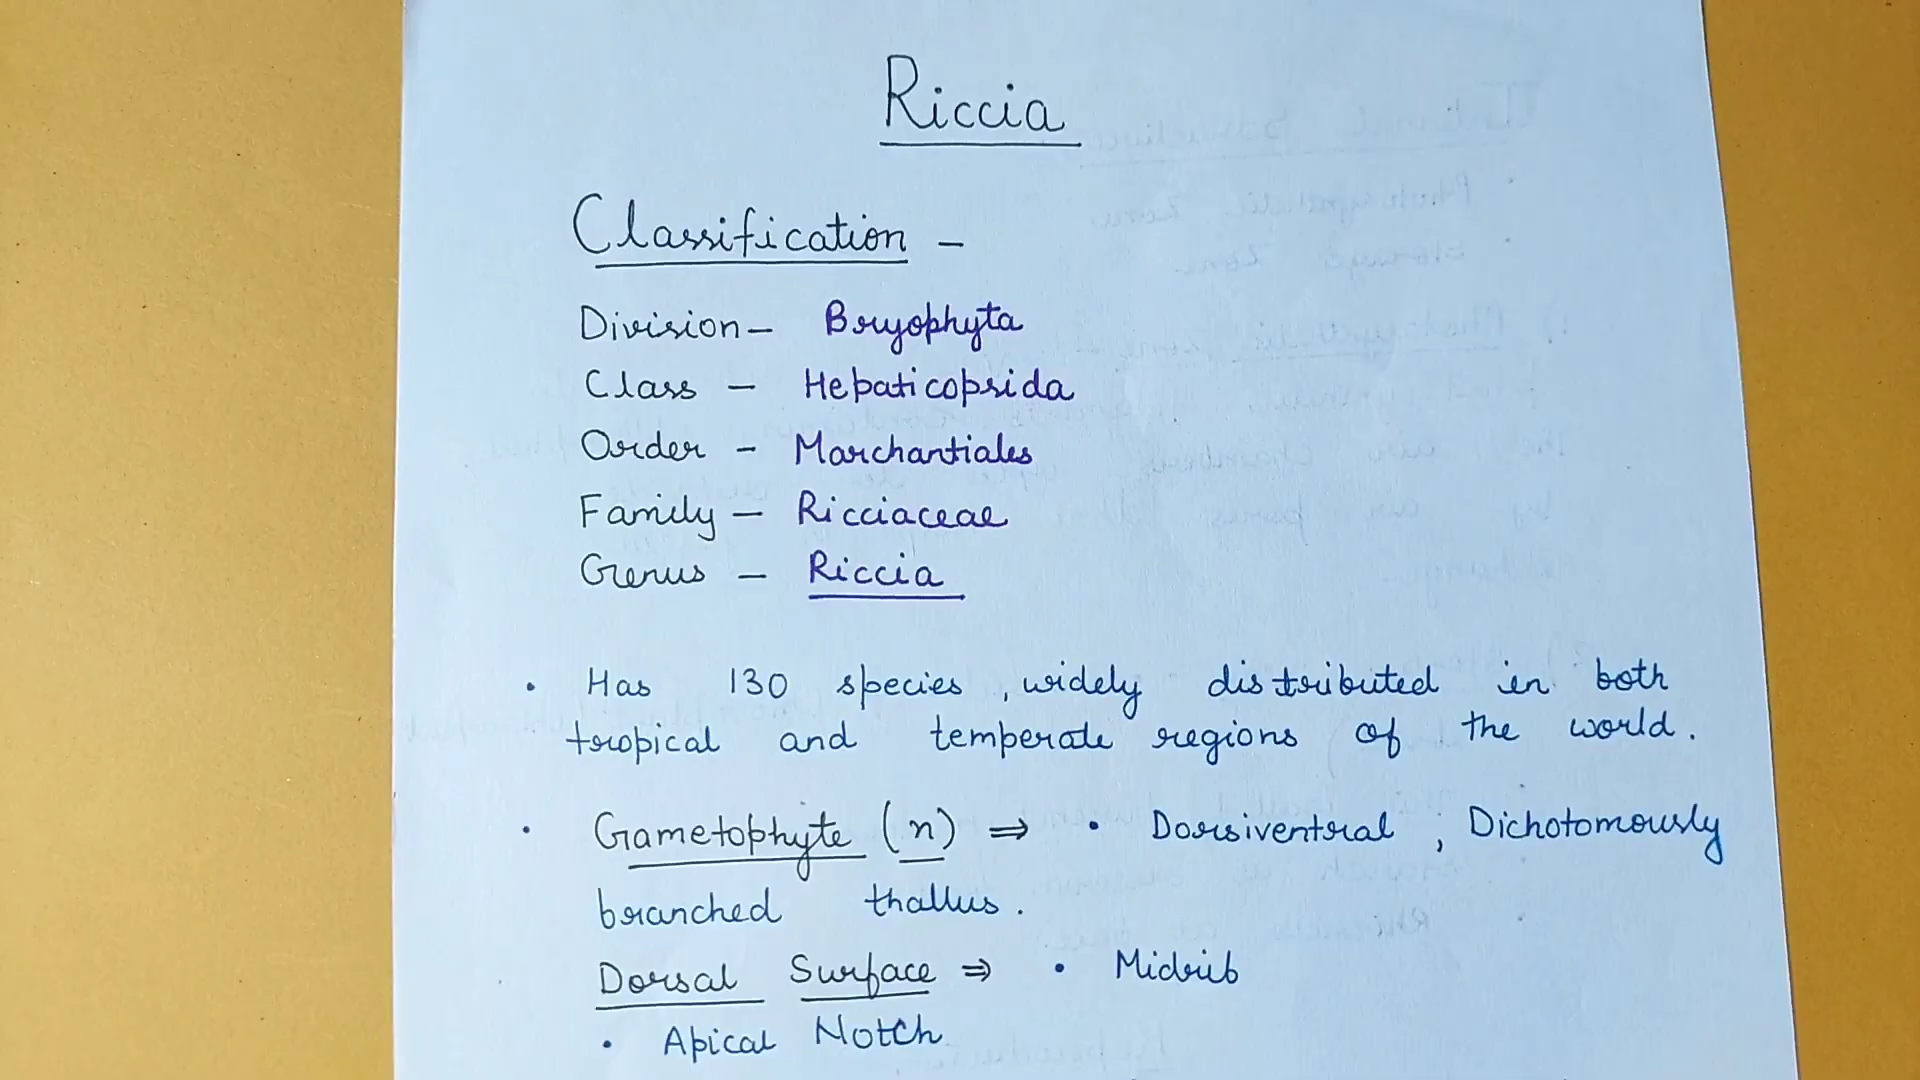 Riccia
Classification -
Division - Bryophyta
Class - Hepaticopsida
Order - Marchantiales
Family - Ricciaceae
Genus - Riccia
• Has 130 species, widely distributed in both
tropical and temperate regions of the world.
• Gametophyte (n) ⇒ • Dorsiventral, Dichotomously
branched thallus.
Dorsal Surface ⇒ • Midrib
• Apical Notch